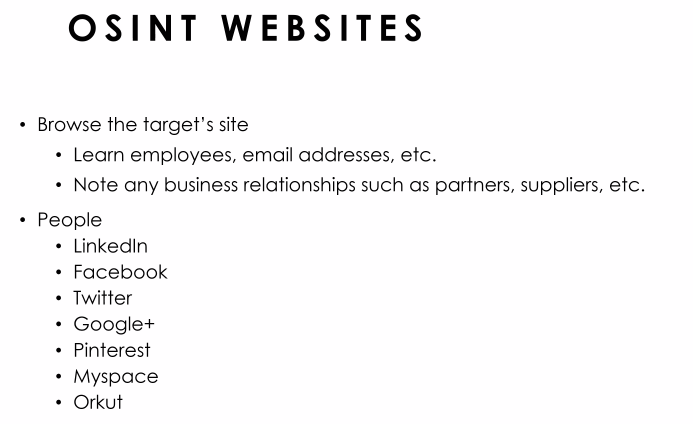 OSINT WEBSITES
• Browse the target's site
• Learn employees, email addresses, etc.
• Note any business relationships such as partners, suppliers, etc.
• People
• LinkedIn
• Facebook
• Twitter
• Google+
• Pinterest
• Myspace
• Orkut